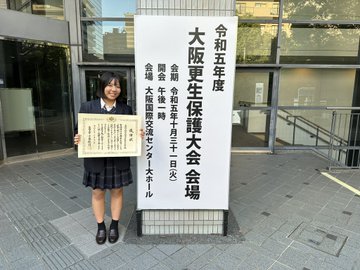 令和五年度
大阪更生保護大会 会場
会期 令和五年十月三十一日(火)
開会 午後一時
会場 大阪国際交流センター大ホール